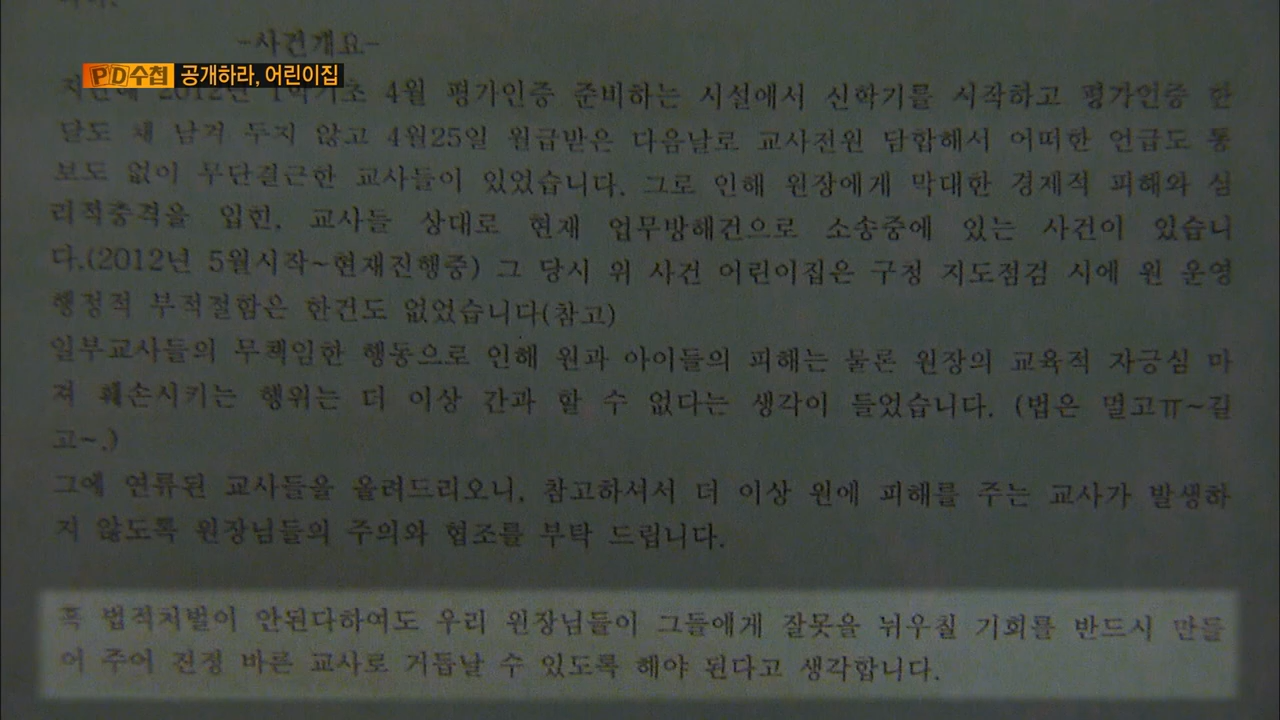 -사건개요-
PD수첩 공개하라, 어린이집
2012년 1학기초 4월 평가인증 준비하는 시설에서 신학기를 시작하고 평가인증 한
달도 채 남겨 두지 않고 4월25일 월급받은 다음날로 교사전원 담합해서 어떠한 언급도 통
보도 없이 무단결근한 교사들이 있었습니다. 그로 인해 원장에게 막대한 경제적 피해와 심
리적충격을 입힌, 교사들 상대로 현재 업무방해건으로 소송중에 있는 사건이 있습니
다.(2012년 5월시작~현재진행중) 그 당시 위 사건 어린이집은 구청 지도점검 시에 원 운영
행정적 부적절함은 한건도 없었습니다(참고)
일부교사들의 무책임한 행동으로 인해 원과 아이들의 피해는 물론 원장의 교육적 자긍심 마
져 훼손시키는 행위는 더 이상 간과 할 수 없다는 생각이 들었습니다. (법은 멀고ㅠ~길
고~.)
그에 연류된 교사들을 올려드리오니, 참고하셔서 더 이상 원에 피해를 주는 교사가 발생하
지 않도록 원장님들의 주의와 협조를 부탁 드립니다.
혹 법적처벌이 안된다하여도 우리 원장님들이 그들에게 잘못을 뉘우칠 기회를 반드시 만들
어 주어 진정 바른 교사로 거듭날 수 있도록 해야 된다고 생각합니다.